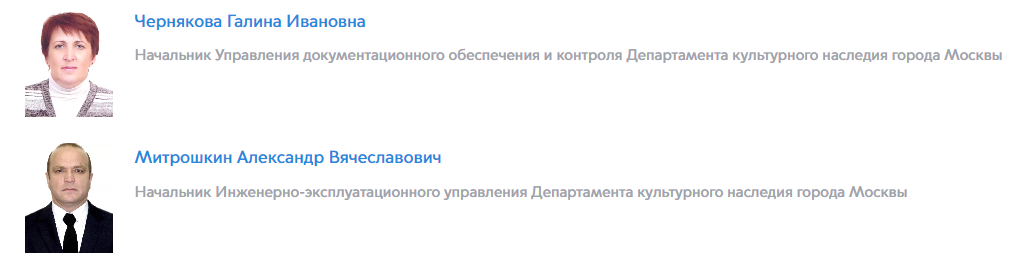 Чернякова Галина Ивановна
Начальник Управления документационного обеспечения и контроля Департамента культурного наследия города Москвы
Митрошкин Александр Вячеславович
Начальник Инженерно-эксплуатационного управления Департамента культурного наследия города Москвы